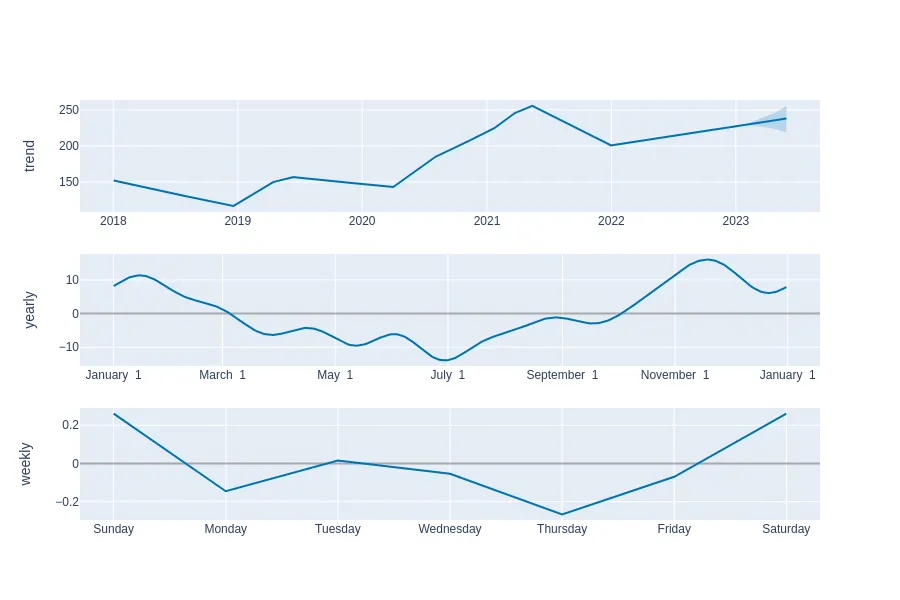 trend
250
200
150
2018 2019 2020 2021 2022 2023
yearly
10
0
−10
January 1 March 1 May 1 July 1 September 1 November 1 January 1
weekly
0.2
0
−0.2
Sunday Monday Tuesday Wednesday Thursday Friday Saturday